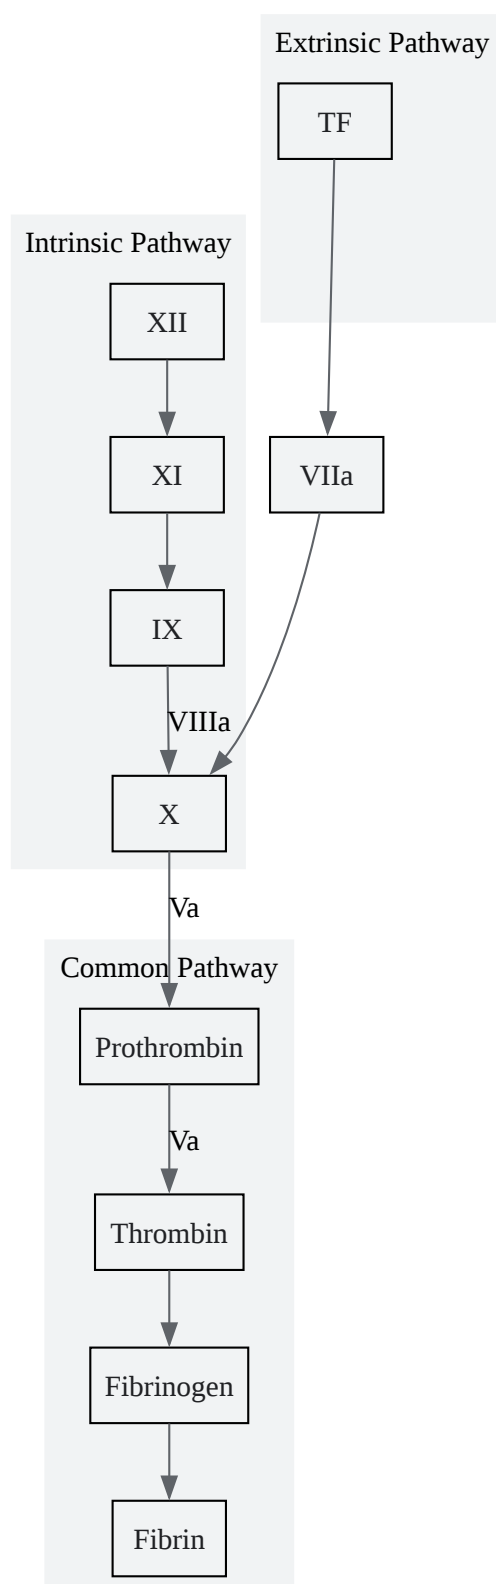 Extrinsic Pathway
TF
Intrinsic Pathway
XII
XI
VIIa
IX
VIIIa
X
Va
Common Pathway
Prothrombin
Va
Thrombin
Fibrinogen
Fibrin